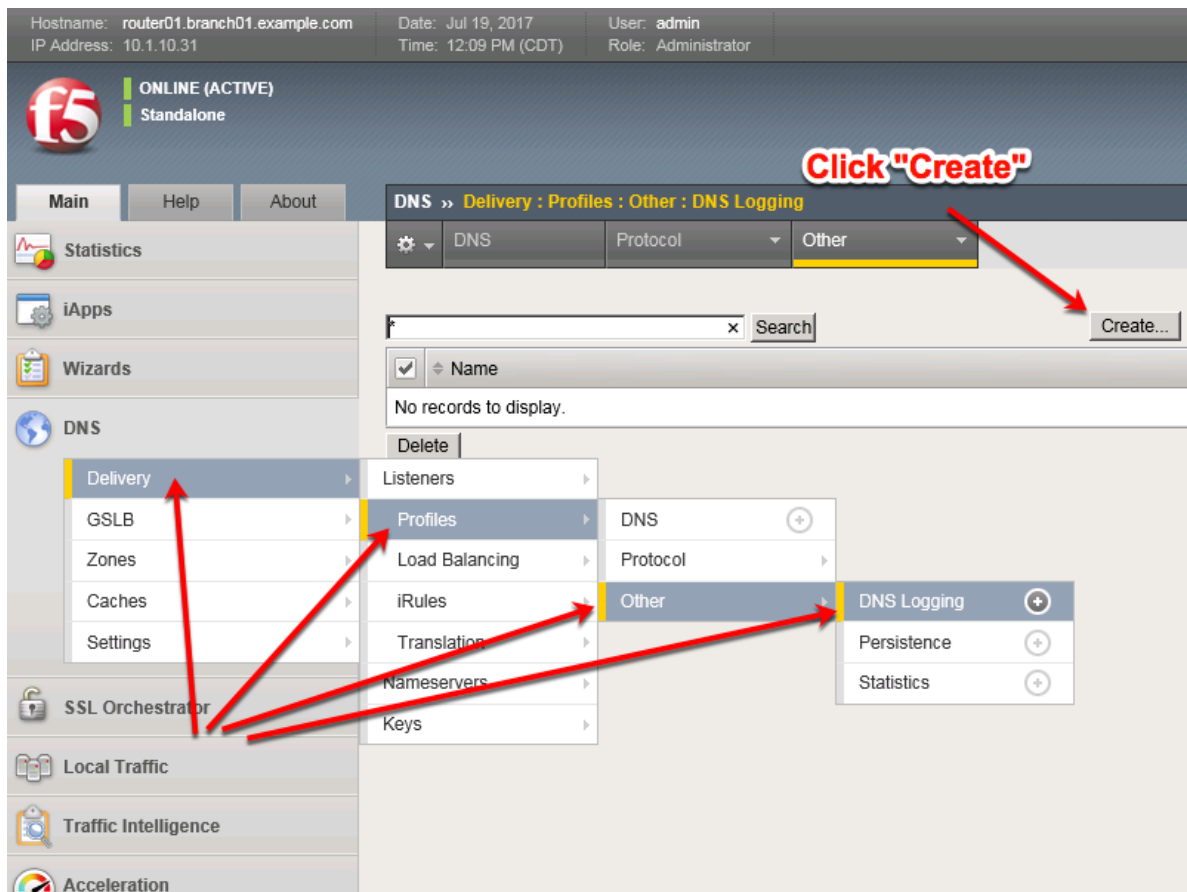 Hostname: router01.branch01.example.com Date: Jul 19, 2017 User: admin
IP Address: 10.1.10.31 Time: 12:09 PM (CDT) Role: Administrator
f5
ONLINE (ACTIVE)
Standalone
Click "Create"
Main Help About
DNS ›› Delivery : Profiles : Other : DNS Logging
DNS Protocol Other
Statistics
iApps
* × Search Create...
Wizards
Name
No records to display.
DNS
Delete
Delivery Listeners
GSLB Profiles DNS
Zones Load Balancing Protocol
Caches iRules Other DNS Logging
Settings Translation Persistence
Nameservers Statistics
SSL Orchestrator
Keys
Local Traffic
Traffic Intelligence
Acceleration